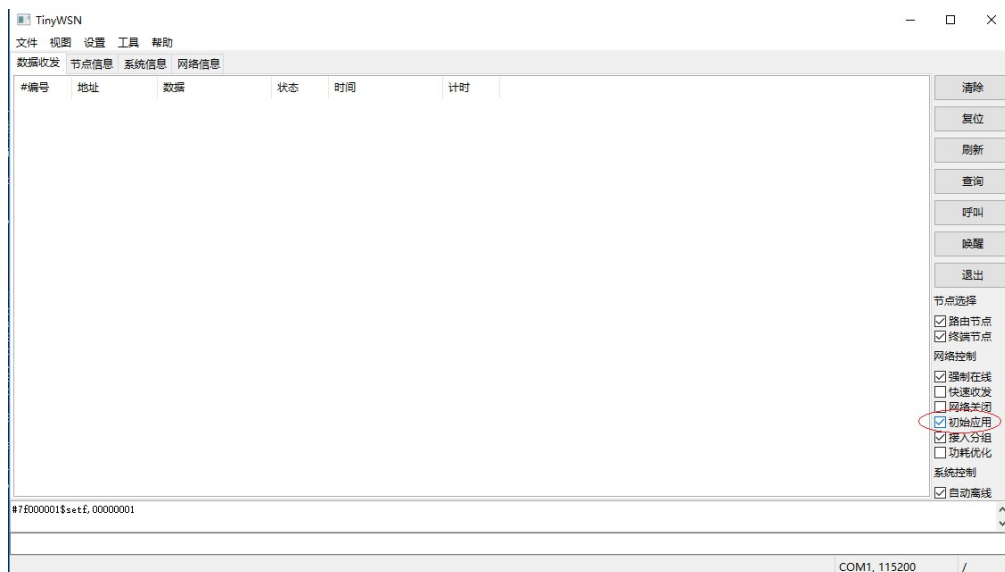 TinyWSN
文件 视图 设置 工具 帮助
数据收发 节点信息 系统信息 网络信息
#编号 地址 数据 状态 时间 计时
清除
复位
刷新
查询
呼叫
唤醒
退出
节点选择
路由节点
终端节点
网络控制
强制在线
快速收发
网络关闭
初始应用
接入分组
功耗优化
系统控制
自动离线
#7f000001$setf,00000001
COM1, 115200 /